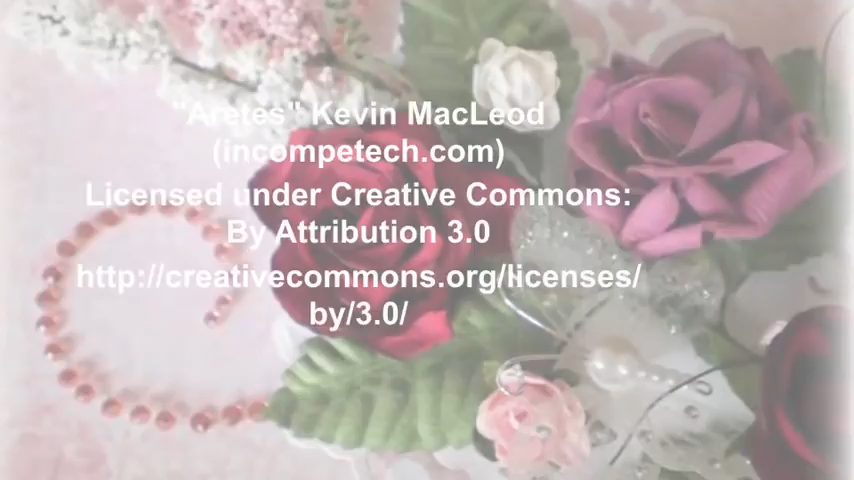 "Aretes" Kevin MacLeod
(incompetech.com)
Licensed under Creative Commons:
By Attribution 3.0
http://creativecommons.org/licenses/
by/3.0/